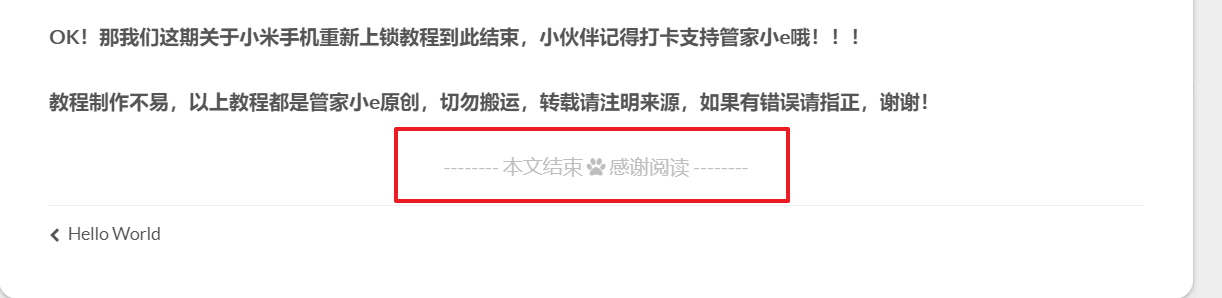 OK！那我们这期关于小米手机重新上锁教程到此结束，小伙伴记得打卡支持管家小e哦！！！
教程制作不易，以上教程都是管家小e原创，切勿搬运，转载请注明来源，如果有错误请指正，谢谢！
-------- 本文结束 感谢阅读 --------
Hello World